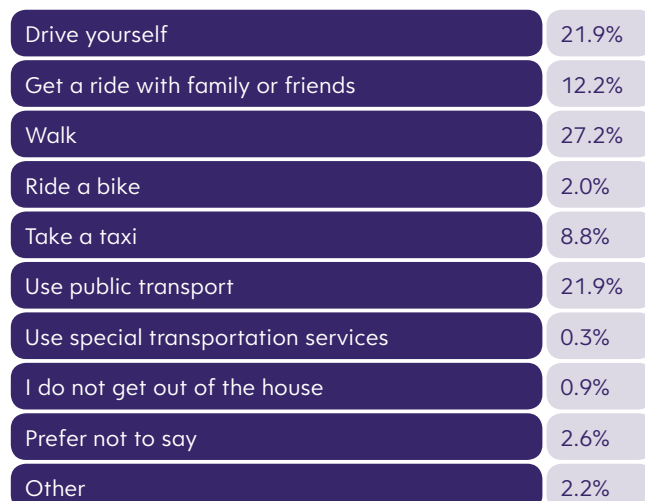 Drive yourself 21.9%
Get a ride with family or friends 12.2%
Walk 27.2%
Ride a bike 2.0%
Take a taxi 8.8%
Use public transport 21.9%
Use special transportation services 0.3%
I do not get out of the house 0.9%
Prefer not to say 2.6%
Other 2.2%